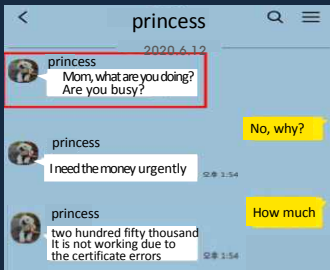 princess
2020.6.12
princess
Mom, what are you doing?
Are you busy?
No, why?
princess
I need the money urgently
오후 1:54
How much
princess
two hundred fifty thousand
It is not working due to
the certificate errors
오후 1:54